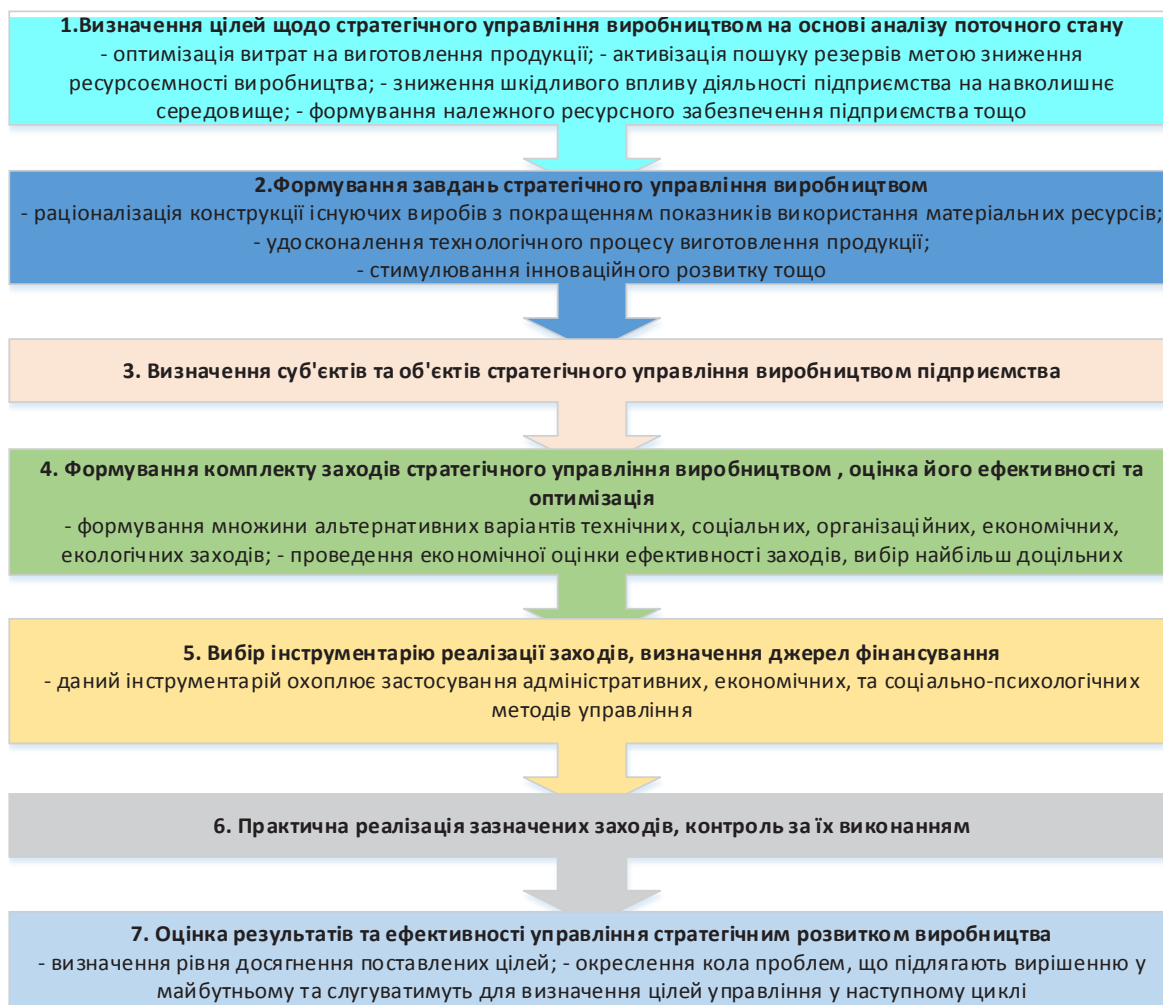 1.Визначення цілей щодо стратегічного управління виробництвом на основі аналізу поточного стану
- оптимізація витрат на виготовлення продукції; - активізація пошуку резервів метою зниження
ресурсоємності виробництва; - зниження шкідливого впливу діяльності підприємства на навколишнє
середовище; - формування належного ресурсного забезпечення підприємства тощо
2.Формування завдань стратегічного управління виробництвом
- раціоналізація конструкції існуючих виробів з покращенням показників використання матеріальних ресурсів;
- удосконалення технологічного процесу виготовлення продукції;
- стимулювання інноваційного розвитку тощо
3. Визначення суб'єктів та об'єктів стратегічного управління виробництвом підприємства
4. Формування комплекту заходів стратегічного управління виробництвом , оцінка його ефективності та
оптимізація
- формування множини альтернативних варіантів технічних, соціальних, організаційних, економічних,
екологічних заходів; - проведення економічної оцінки ефективності заходів, вибір найбільш доцільних
5. Вибір інструментарію реалізації заходів, визначення джерел фінансування
- даний інструментарій охоплює застосування адміністративних, економічних, та соціально-психологічних
методів управління
6. Практична реалізація зазначених заходів, контроль за їх виконанням
7. Оцінка результатів та ефективності управління стратегічним розвитком виробництва
- визначення рівня досягнення поставлених цілей; - окреслення кола проблем, що підлягають вирішенню у
майбутньому та слугуватимуть для визначення цілей управління у наступному циклі